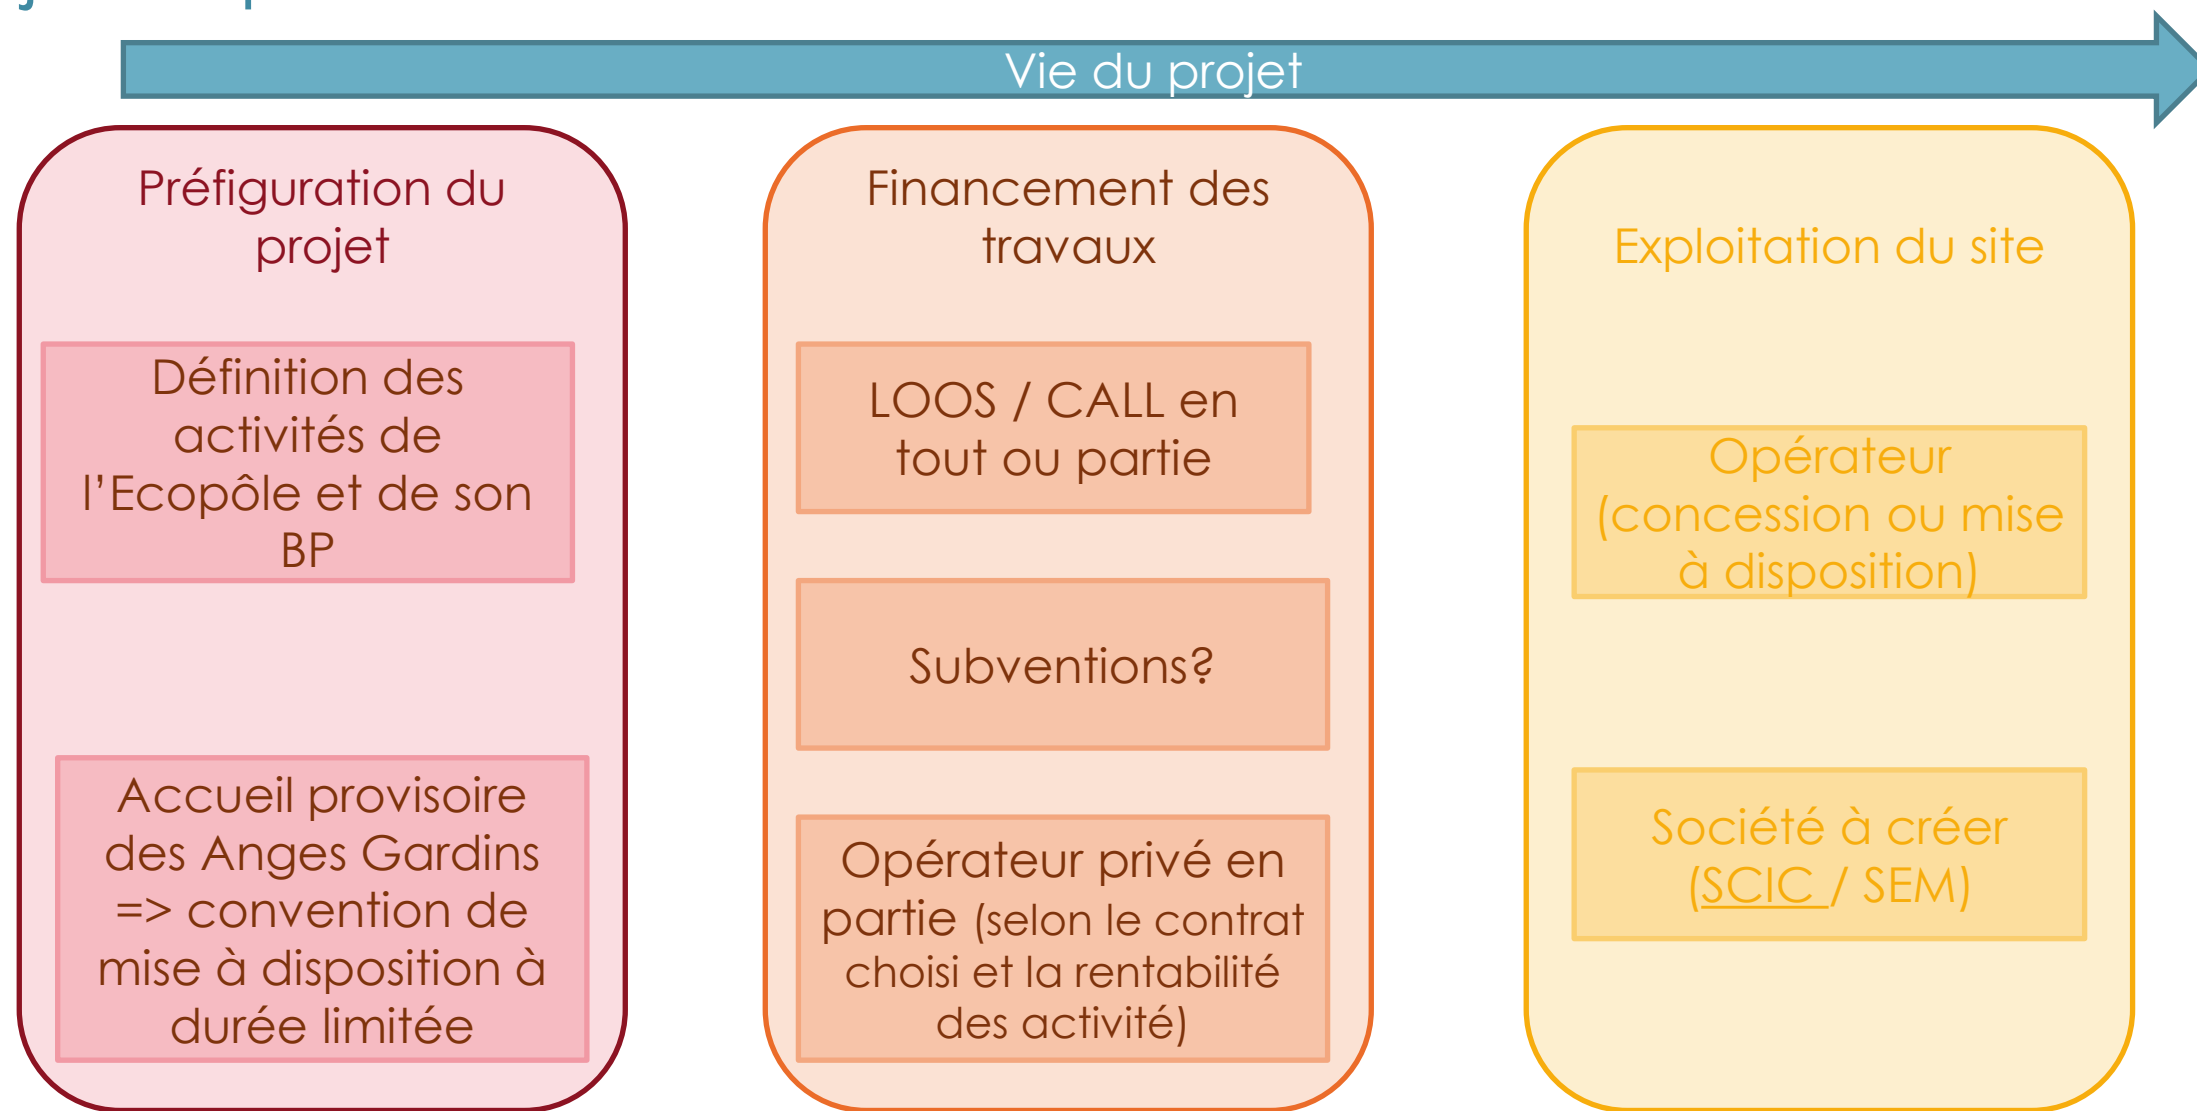 Vie du projet
Préfiguration du
projet
Définition des
activités de
l'Ecopôle et de son
BP
Accueil provisoire
des Anges Gardins
=> convention de
mise à disposition à
durée limitée
Financement des
travaux
LOOS / CALL en
tout ou partie
Subventions?
Opérateur privé en
partie (selon le contrat
choisi et la rentabilité
des activité)
Exploitation du site
Opérateur
(concession ou mise
à disposition)
Société à créer
(SCIC / SEM)